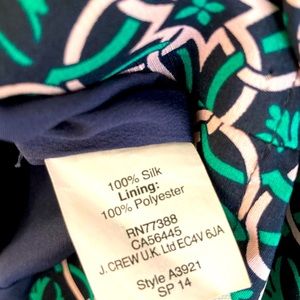 100% Silk
Lining:
100% Polyester
RN77388
CA56445
J. CREW U.K. Ltd EC4V 6JA
Style A3921
SP 14